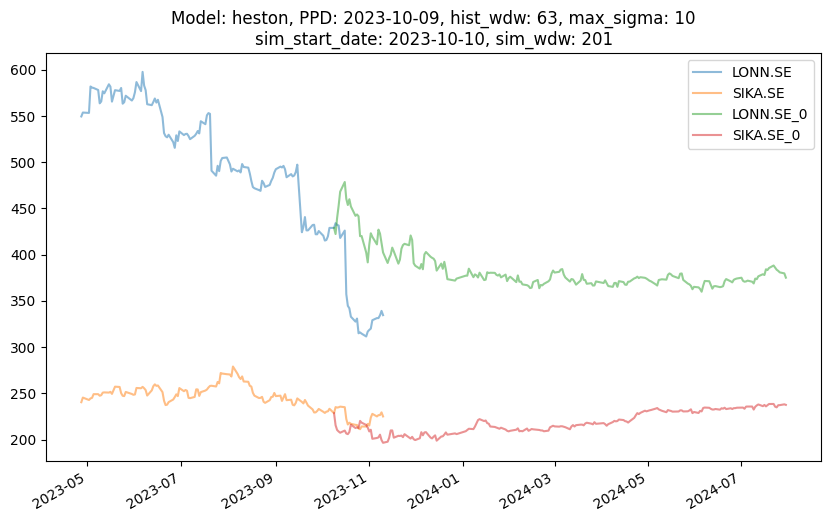 Model: heston, PPD: 2023-10-09, hist_wdw: 63, max_sigma: 10
sim_start_date: 2023-10-10, sim_wdw: 201
LONN.SE
SIKA.SE
LONN.SE_0
SIKA.SE_0
600
550
500
450
400
350
300
250
200
2023-05
2023-07
2023-09
2023-11
2024-01
2024-03
2024-05
2024-07